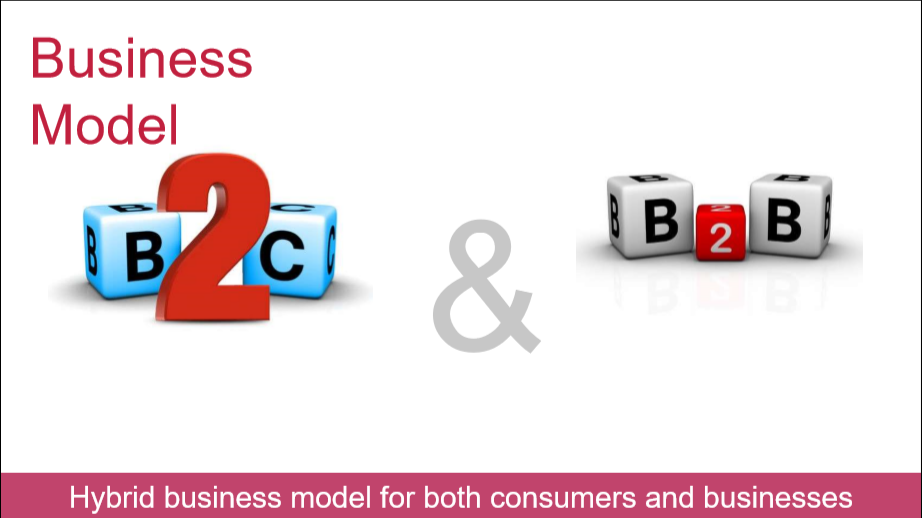 Business
Model
B B 2 C C
&
B B 2 B B
Hybrid business model for both consumers and businesses